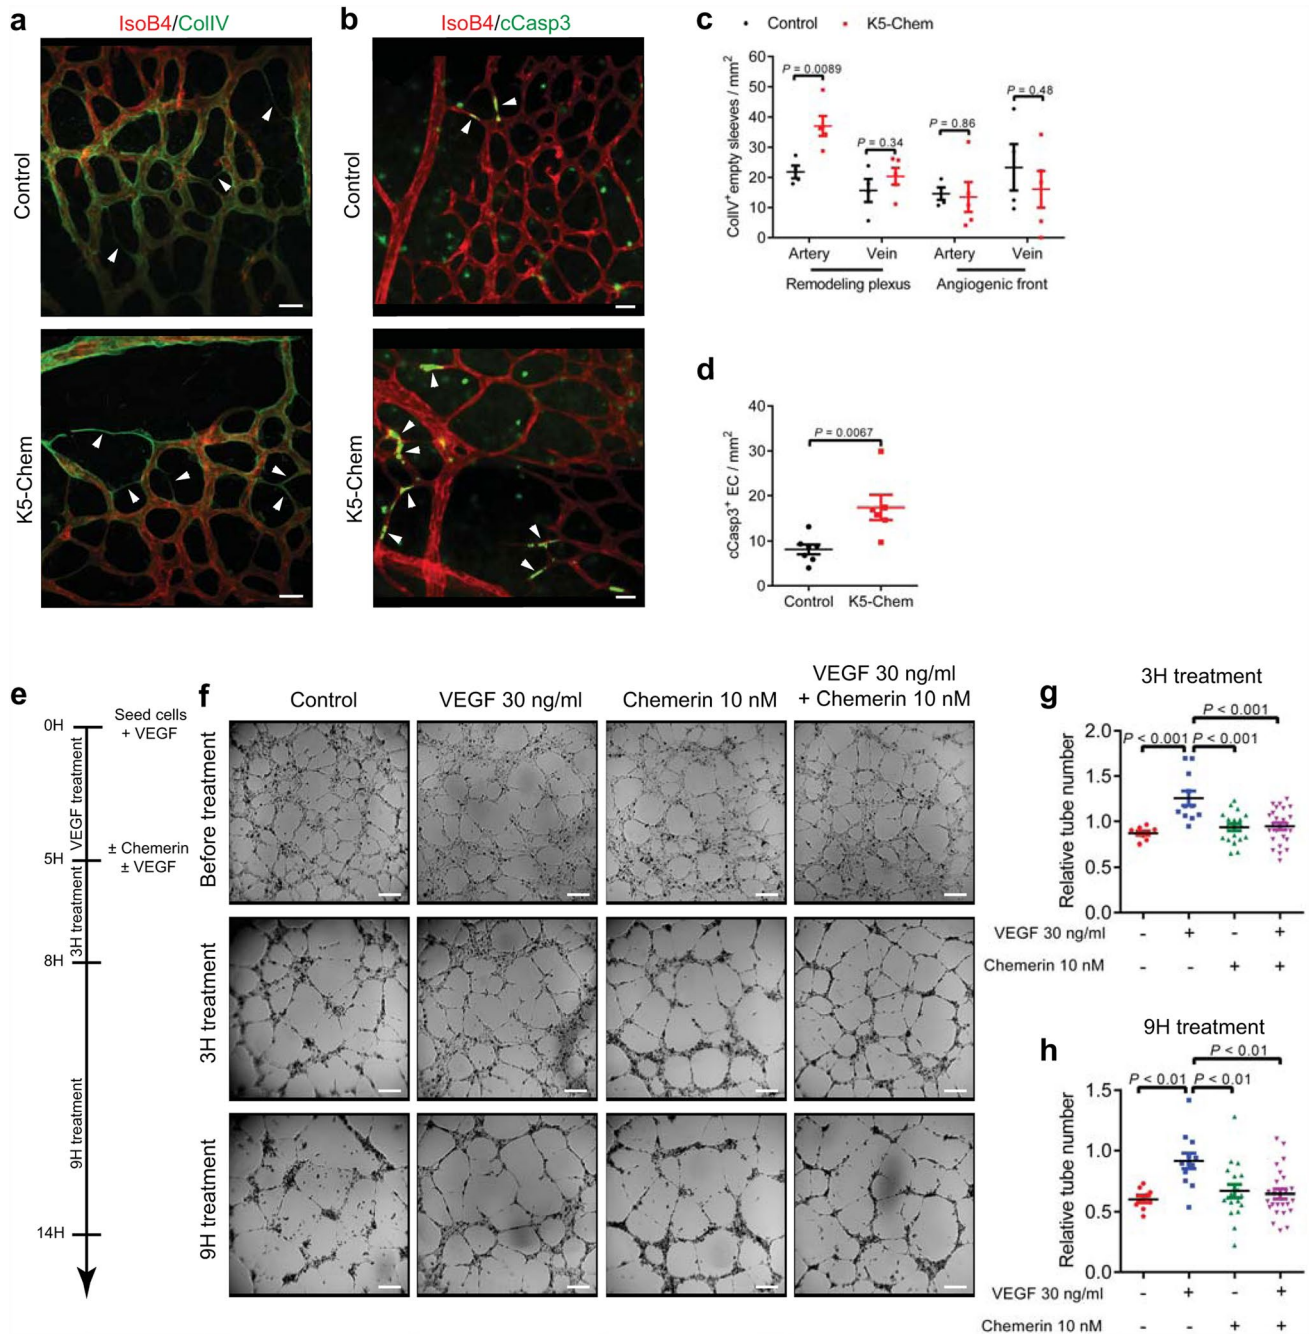 a
IsoB4/ColIV
Control
K5-Chem
b
IsoB4/cCasp3
Control
K5-Chem
c
Control
K5-Chem
ColIV+ empty sleeves / mm2
60
50
40
30
20
10
0
P = 0.0089
P = 0.34
P = 0.86
P = 0.48
Artery
Vein
Artery
Vein
Remodeling plexus
Angiogenic front
d
cCasp3+ EC / mm2
40
30
20
10
0
P = 0.0067
Control
K5-Chem
e
0H
Seed cells
+ VEGF
VEGF treatment
5H
± Chemerin
± VEGF
3H treatment
8H
9H treatment
14H
f
Control
VEGF 30 ng/ml
Chemerin 10 nM
VEGF 30 ng/ml
+ Chemerin 10 nM
Before treatment
3H treatment
9H treatment
g
3H treatment
Relative tube number
2.0
1.5
1.0
0.5
0.0
P < 0.001
P < 0.001
P < 0.001
VEGF 30 ng/ml - + - +
Chemerin 10 nM - - + +
h
9H treatment
Relative tube number
1.5
1.0
0.5
0.0
P < 0.01
P < 0.01
P < 0.01
VEGF 30 ng/ml - + - +
Chemerin 10 nM - - + +